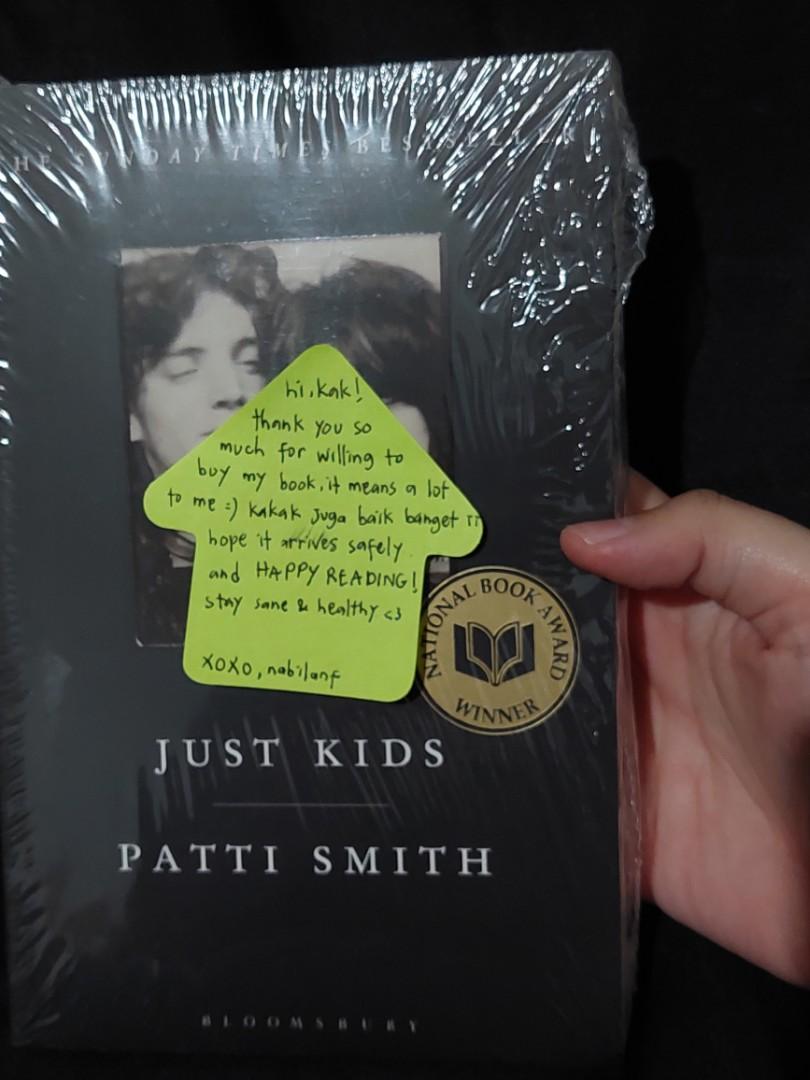 THE SUNDAY TIMES BESTSELLER
hi, kak!
thank you so
much for willing to
buy my book, it means a lot
to me :) kakak juga baik banget TT
hope it arrives safely
and HAPPY READING!
stay sane & healthy <3
XOXO, nabilanf
NATIONAL BOOK AWARD
WINNER
JUST KIDS
PATTI SMITH
BLOOMSBURY